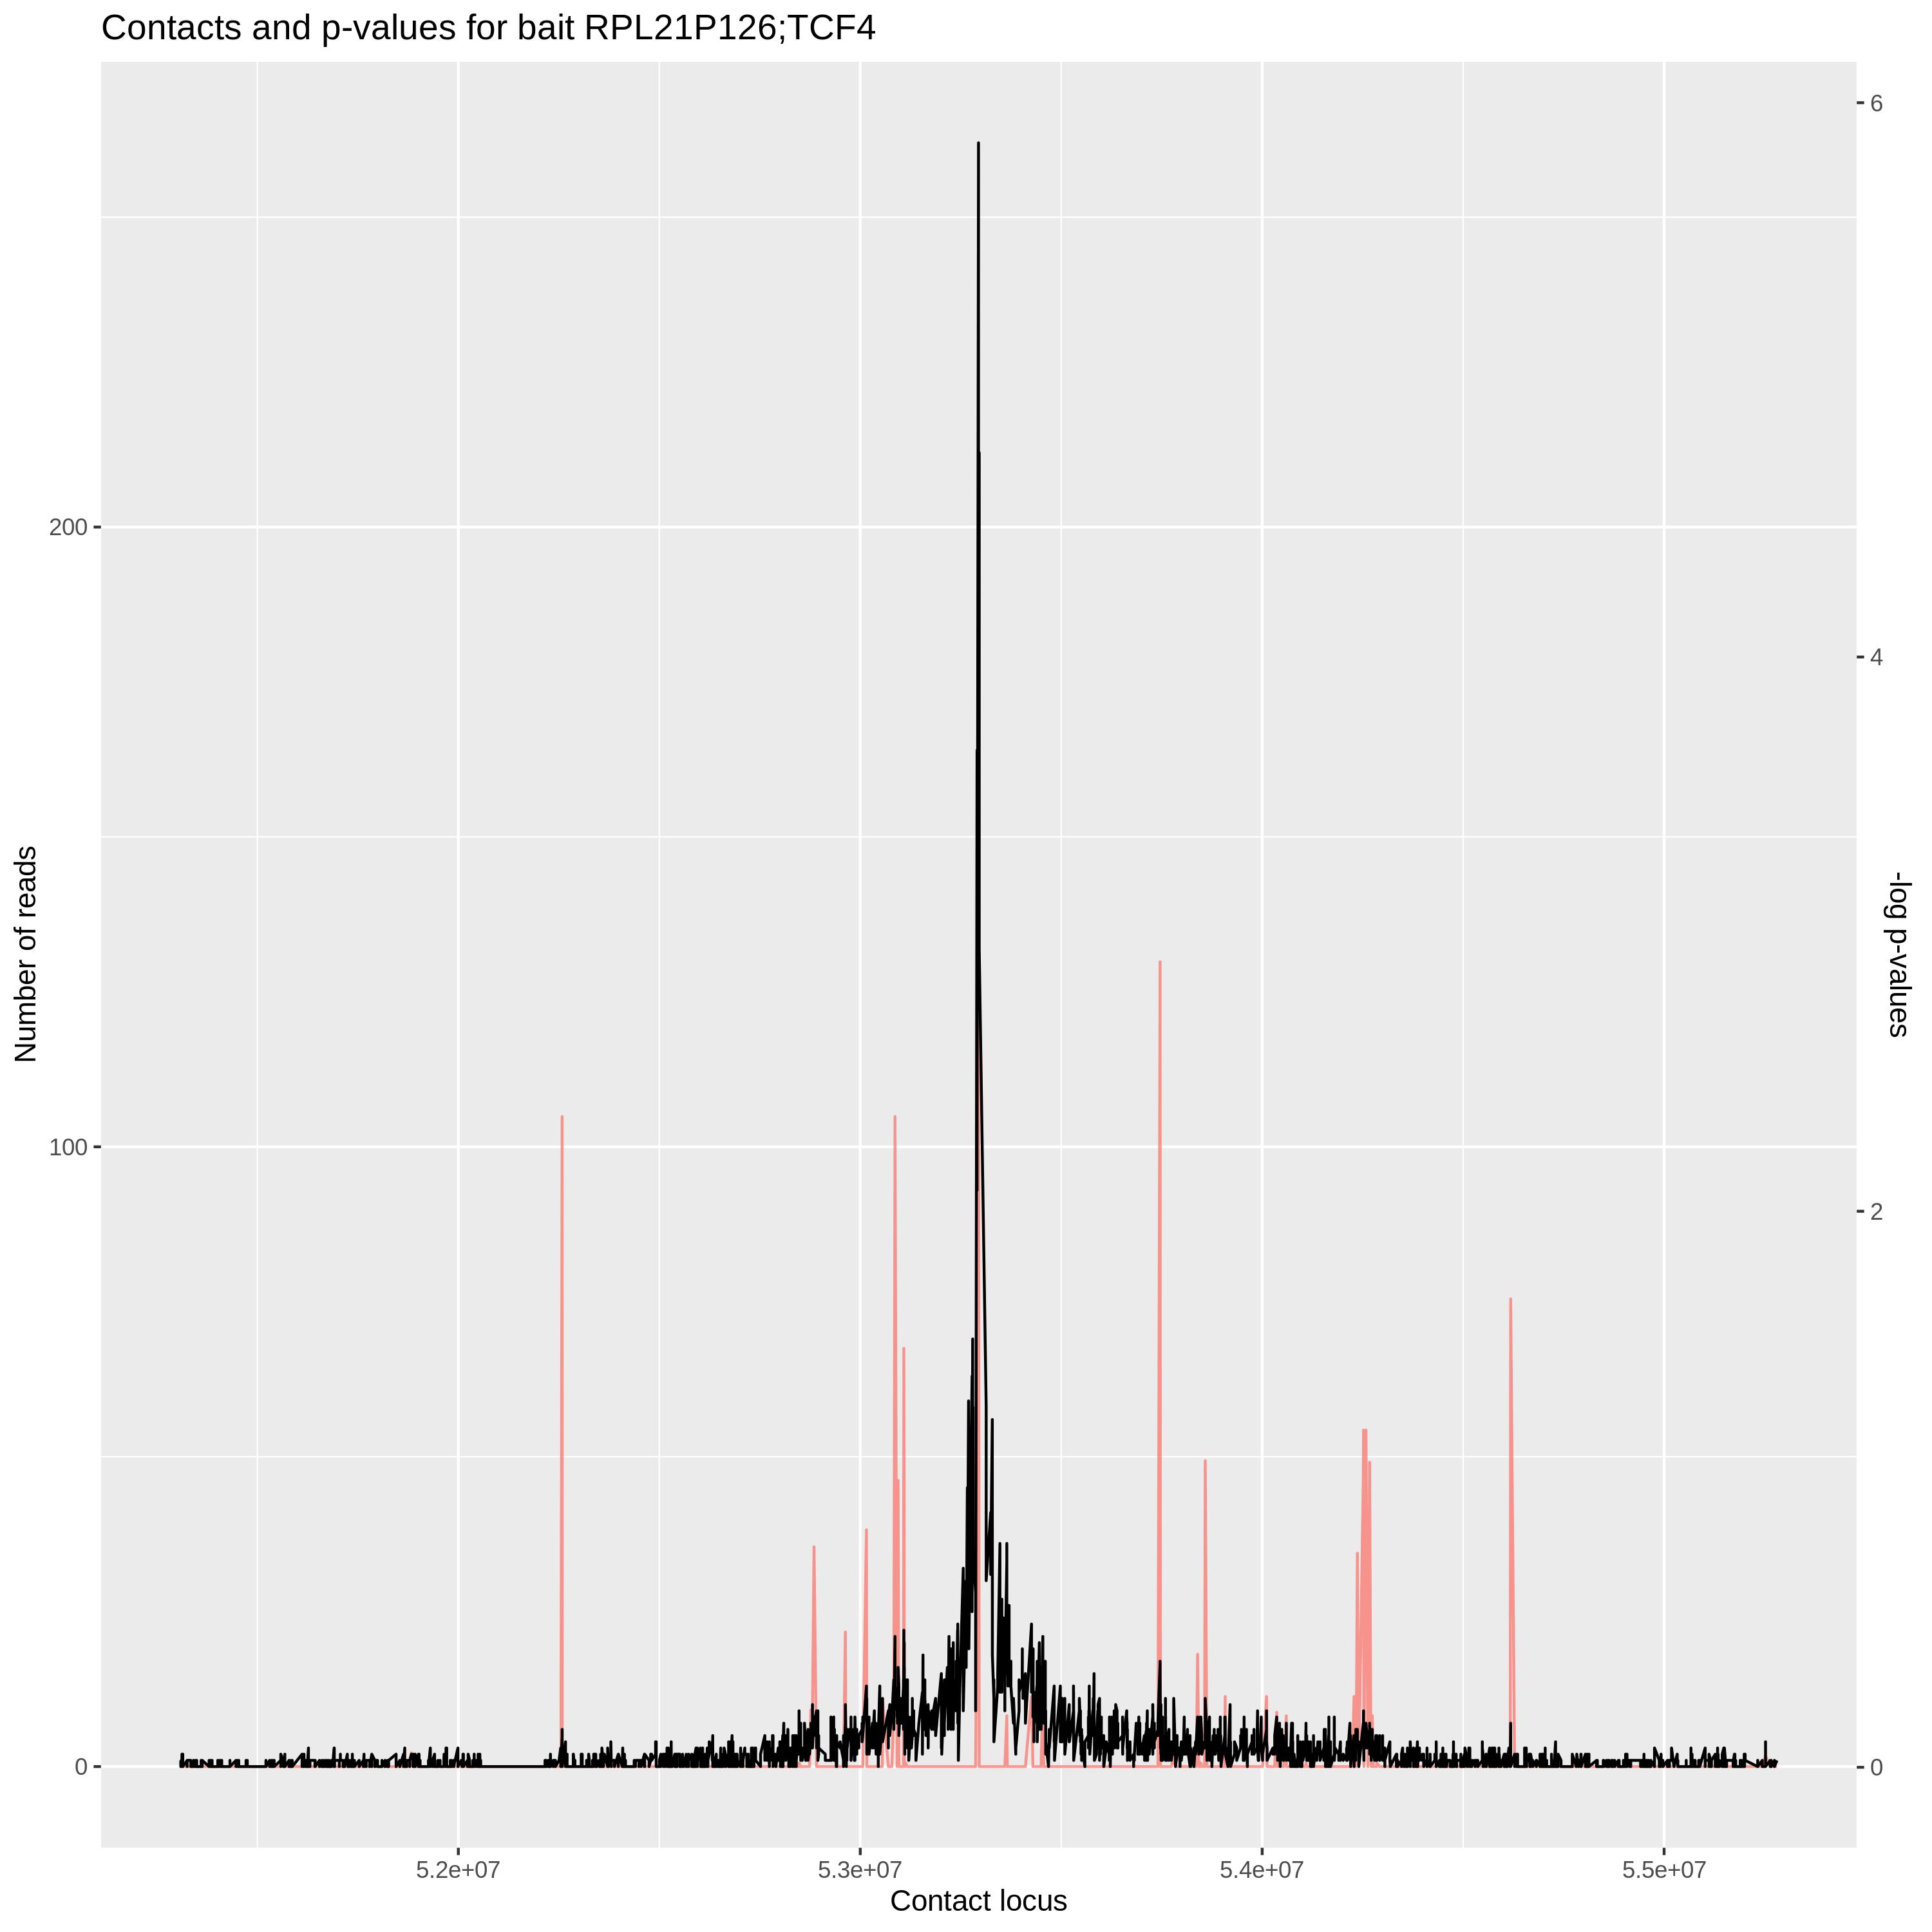 Contacts and p-values for bait RPL21P126;TCF4
6
200
4
Number of reads
-log p-values
100
2
0
0
5.2e+07
5.3e+07
5.4e+07
5.5e+07
Contact locus